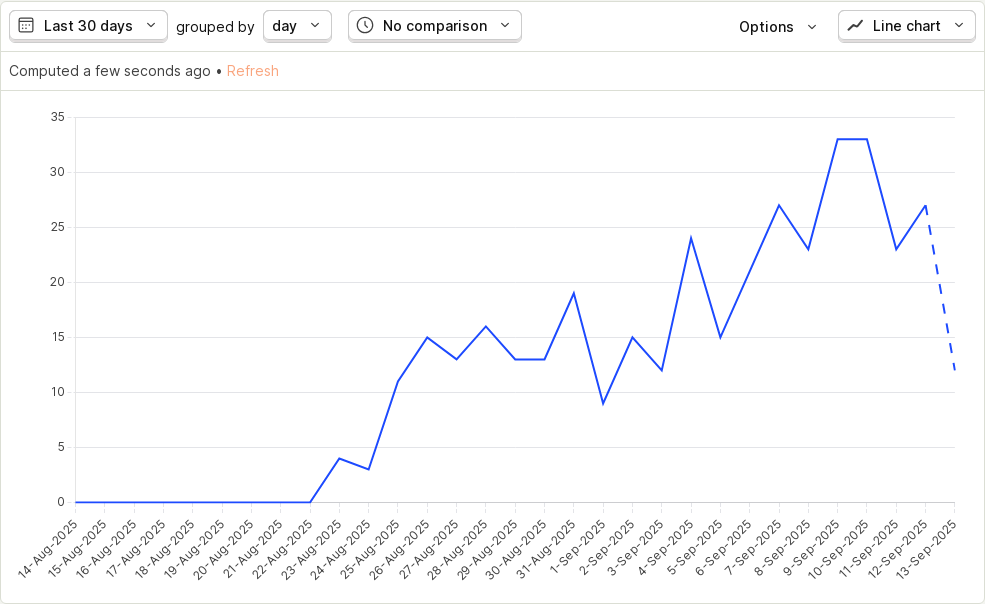 Last 30 days grouped by day No comparison Options Line chart
Computed a few seconds ago • Refresh
35
30
25
20
15
10
5
0
14-Aug-2025
15-Aug-2025
16-Aug-2025
17-Aug-2025
18-Aug-2025
19-Aug-2025
20-Aug-2025
21-Aug-2025
22-Aug-2025
23-Aug-2025
24-Aug-2025
25-Aug-2025
26-Aug-2025
27-Aug-2025
28-Aug-2025
29-Aug-2025
30-Aug-2025
31-Aug-2025
1-Sep-2025
2-Sep-2025
3-Sep-2025
4-Sep-2025
5-Sep-2025
6-Sep-2025
7-Sep-2025
8-Sep-2025
9-Sep-2025
10-Sep-2025
11-Sep-2025
12-Sep-2025
13-Sep-2025